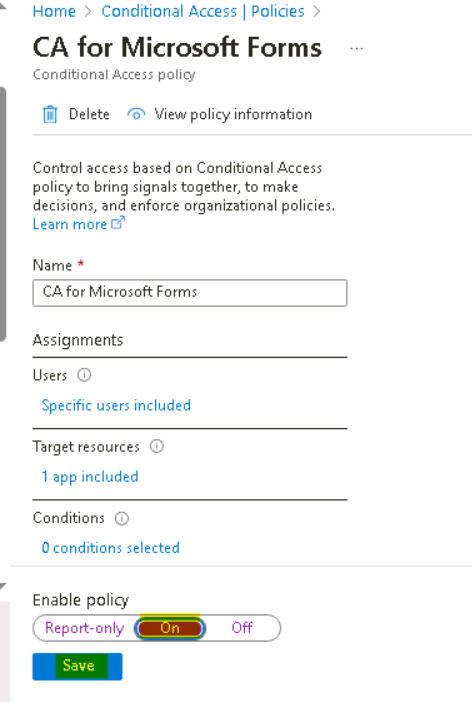 Home > Conditional Access | Policies >
CA for Microsoft Forms ...
Conditional Access policy
Delete View policy information
Control access based on Conditional Access
policy to bring signals together, to make
decisions, and enforce organizational policies.
Learn more
Name *
CA for Microsoft Forms
Assignments
Users
Specific users included
Target resources
1 app included
Conditions
0 conditions selected
Enable policy
Report-only On Off
Save